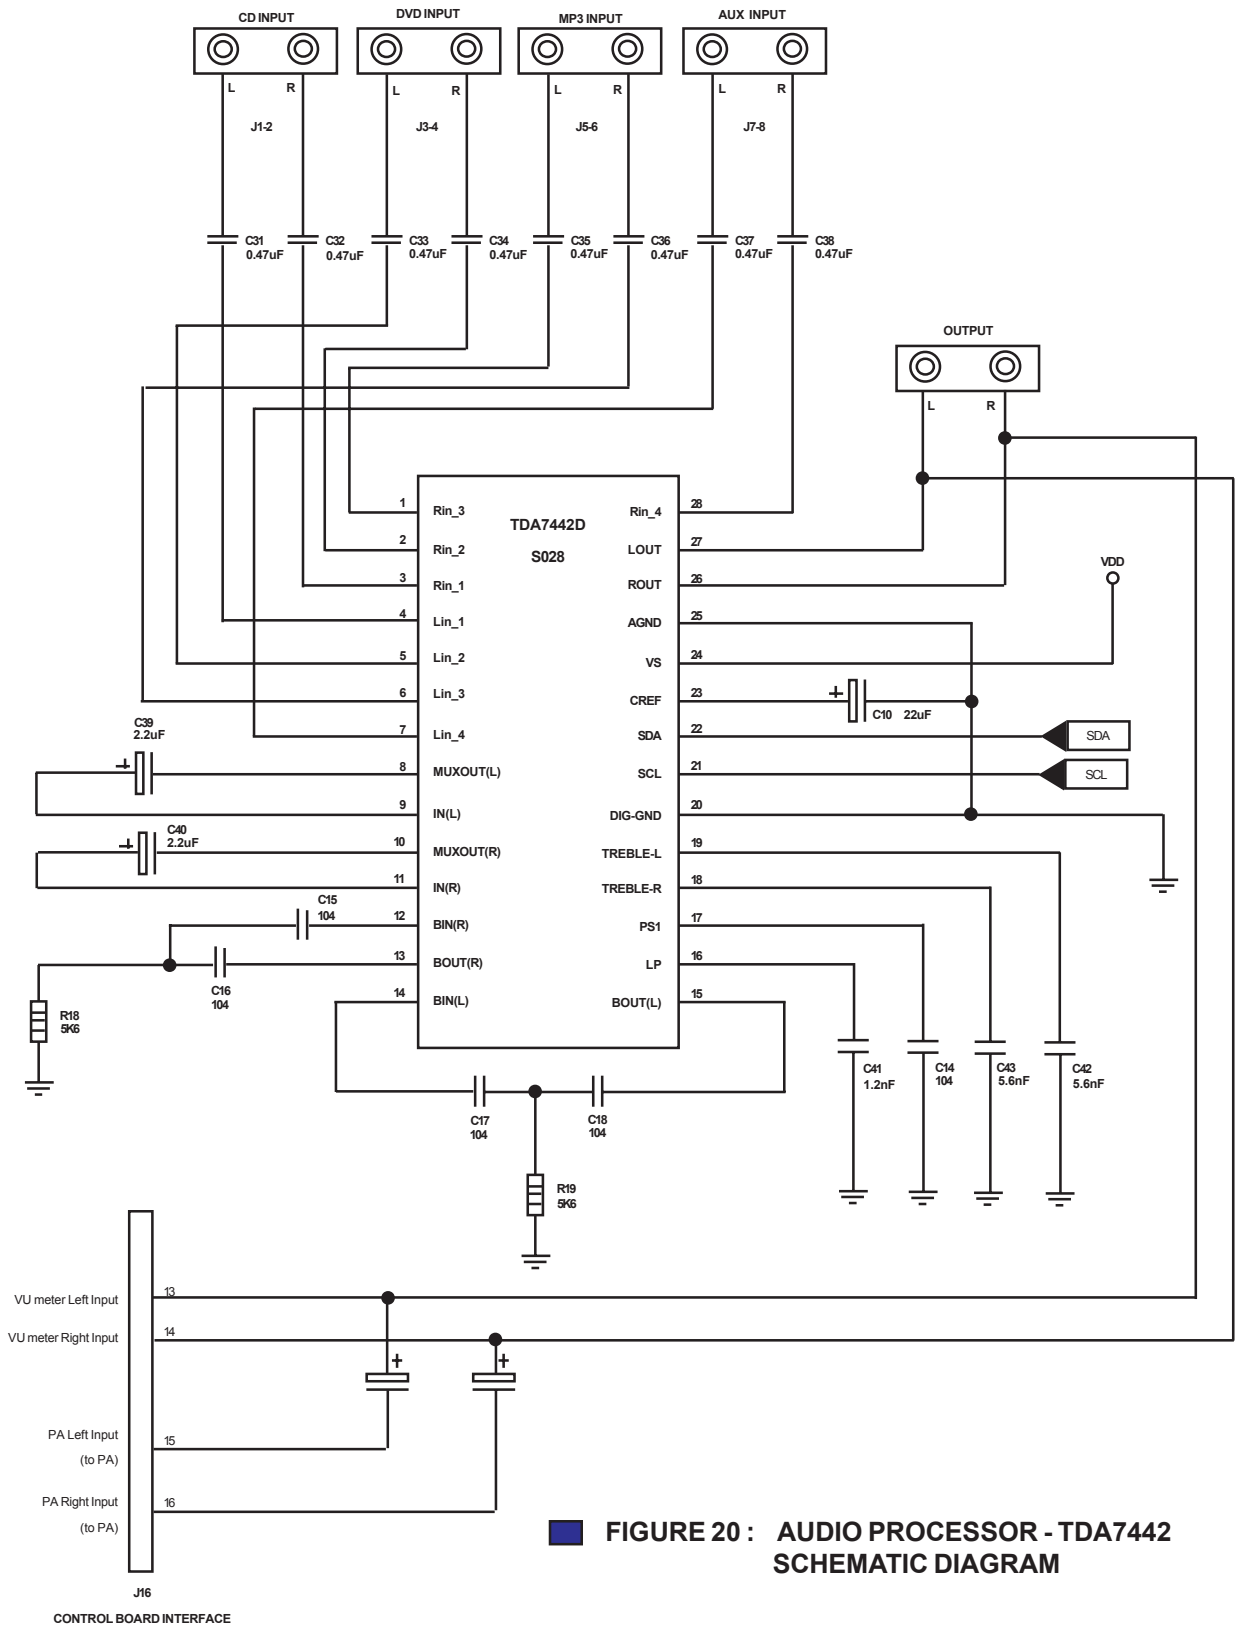 CD INPUT
DVD INPUT
MP3 INPUT
AUX INPUT
L
R
L
R
L
R
L
R
J1-2
J3-4
J5-6
J7-8
C31
0.47uF
C32
0.47uF
C33
0.47uF
C34
0.47uF
C35
0.47uF
C36
0.47uF
C37
0.47uF
C38
0.47uF
OUTPUT
L
R
TDA7442D
S028
1
Rin_3
2
Rin_2
3
Rin_1
4
Lin_1
5
Lin_2
6
Lin_3
7
Lin_4
8
MUXOUT(L)
9
IN(L)
10
MUXOUT(R)
11
IN(R)
12
BIN(R)
13
BOUT(R)
14
BIN(L)
Rin_4
28
LOUT
27
ROUT
26
AGND
25
VS
24
CREF
23
SDA
22
SCL
21
DIG-GND
20
TREBLE-L
19
TREBLE-R
18
PS1
17
LP
16
BOUT(L)
15
VDD
+
C10 22uF
SDA
SCL
C39
2.2uF
+
C40
2.2uF
+
C15
104
C16
104
R18
5K6
C17
104
C18
104
R19
5K6
C41
1.2nF
C14
104
C43
5.6nF
C42
5.6nF
VU meter Left Input
13
VU meter Right Input
14
+
+
PA Left Input
(to PA)
15
PA Right Input
(to PA)
16
J16
CONTROL BOARD INTERFACE
FIGURE 20 : AUDIO PROCESSOR - TDA7442
SCHEMATIC DIAGRAM